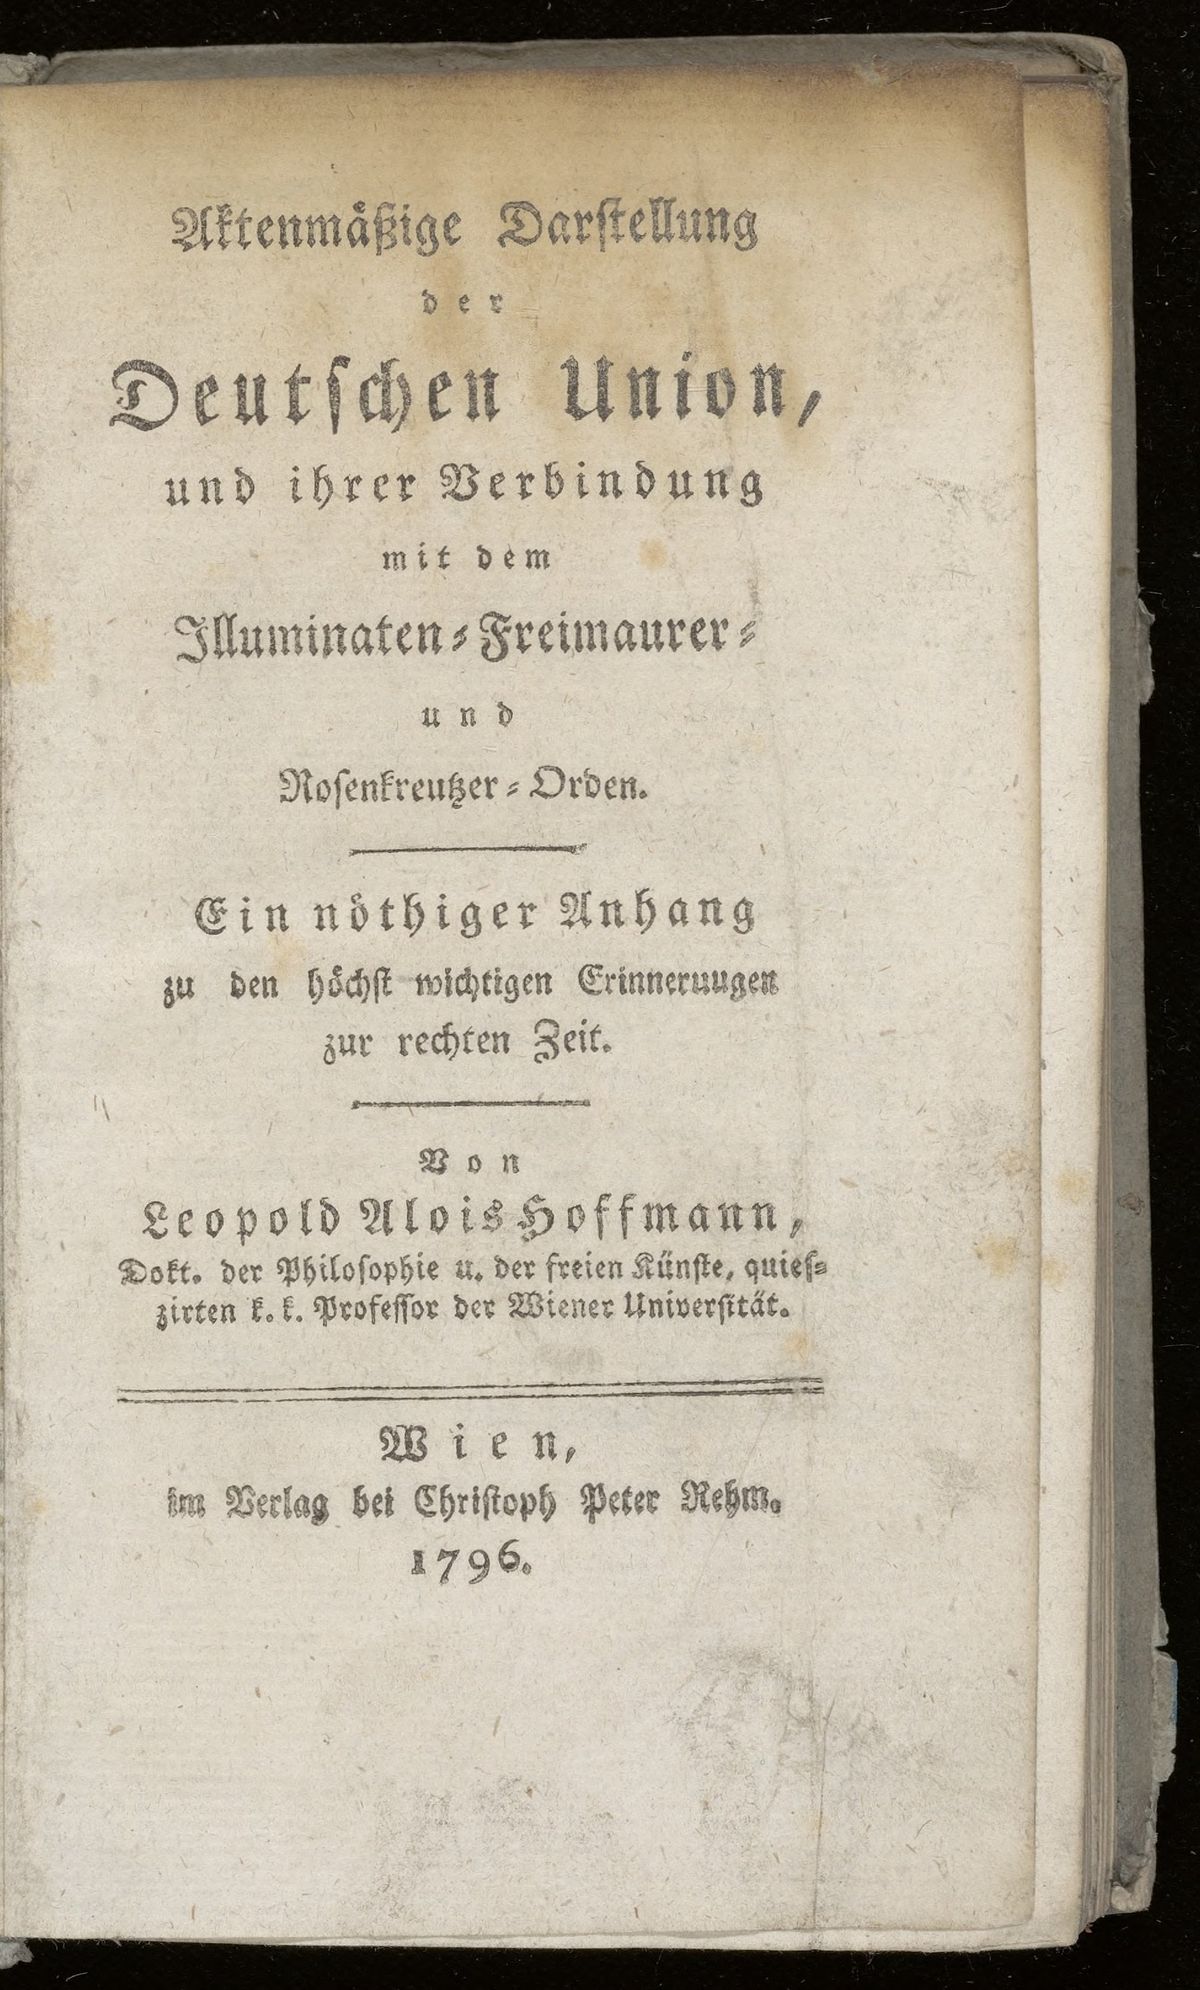 Aktenmäßige Darstellung
der
Deutschen Union,
und ihrer Verbindung
mit dem
Illuminaten-Freimaurer-
und
Rosenkreutzer-Orden.
Ein nöthiger Anhang
zu den höchst wichtigen Erinneruugen
zur rechten Zeit.
Von
Leopold Alois Hoffmann,
Dokt. der Philosophie u. der freien Künste, quies-
zirten k. k. Professor der Wiener Universität.
Wien,
im Verlag bei Christoph Peter Rehm.
1796.